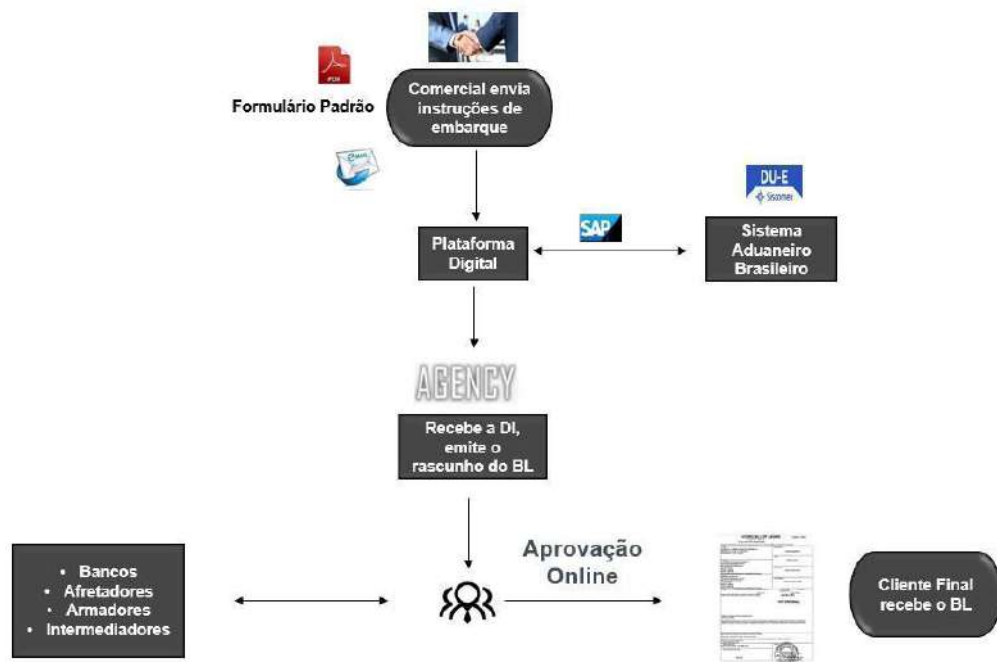 PDF
Formulário Padrão
Comercial envia
instruções de
embarque
DU-E
Siscomex
SAP
Plataforma
Digital
Sistema
Aduaneiro
Brasileiro
AGENCY
Recebe a DI,
emite o
rascunho do BL
• Bancos
• Afretadores
• Armadores
• Intermediadores
Aprovação
Online
Cliente Final
recebe o BL